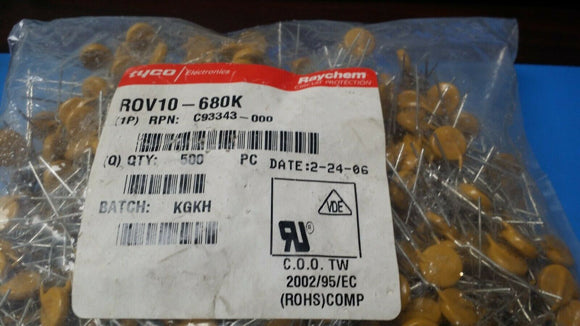 tyco Electronics Raychem
CIRCUIT PROTECTION
ROV10-680K
(1P) RPN: C93343-000
(Q) QTY: 500 PC DATE:2-24-06
BATCH: KGKH
VDE
RU
C.O.O. TW
2002/95/EC
(ROHS)COMP